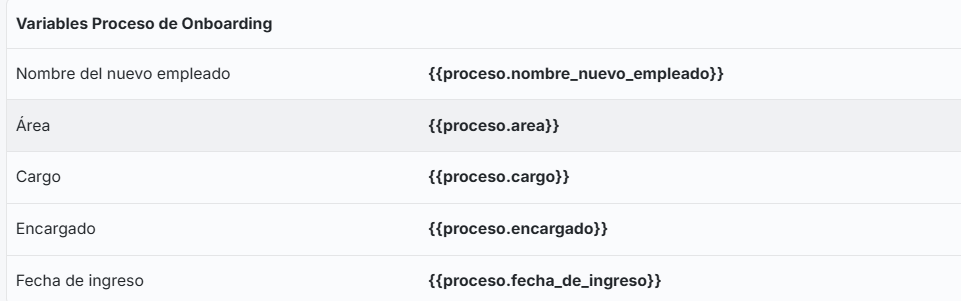 Variables Proceso de Onboarding
Nombre del nuevo empleado {{proceso.nombre_nuevo_empleado}}
Área {{proceso.area}}
Cargo {{proceso.cargo}}
Encargado {{proceso.encargado}}
Fecha de ingreso {{proceso.fecha_de_ingreso}}